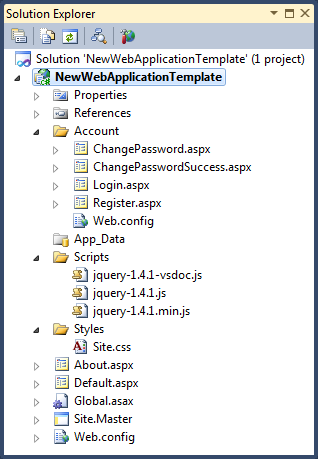 Solution Explorer
Solution 'NewWebApplicationTemplate' (1 project)
NewWebApplicationTemplate
Properties
References
Account
ChangePassword.aspx
ChangePasswordSuccess.aspx
Login.aspx
Register.aspx
Web.config
App_Data
Scripts
jquery-1.4.1-vsdoc.js
jquery-1.4.1.js
jquery-1.4.1.min.js
Styles
Site.css
About.aspx
Default.aspx
Global.asax
Site.Master
Web.config